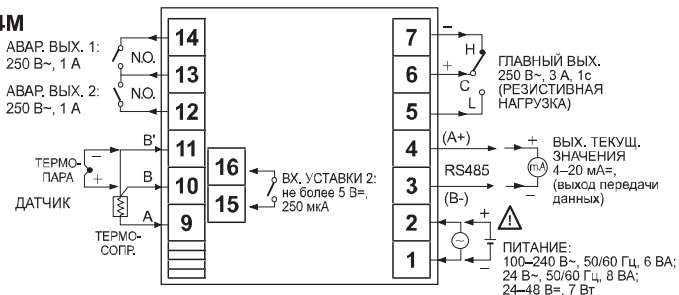 4M
АВАР. ВЫХ. 1:
250 В~, 1 А
N.O.
АВАР. ВЫХ. 2:
250 В~, 1 А
N.O.
14
13
12
11
10
9
B'
B
A
ТЕРМО-
ПАРА
−
+
ДАТЧИК
ТЕРМО-
СОПР.
16
15
ВХ. УСТАВКИ 2:
не более 5 В=,
250 мкА
7
6
5
4
3
2
1
−
+
H
C
L
ГЛАВНЫЙ ВЫХ.
250 В~, 3 А, 1с
(РЕЗИСТИВНАЯ
НАГРУЗКА)
(A+)
RS485
(B-)
+
mA
−
ВЫХ. ТЕКУЩ.
ЗНАЧЕНИЯ
4–20 мА=,
(выход передачи
данных)
~
+
−
!
ПИТАНИЕ:
100–240 В~, 50/60 Гц, 6 ВА;
24 В~, 50/60 Гц, 8 ВА;
24–48 В=, 7 Вт